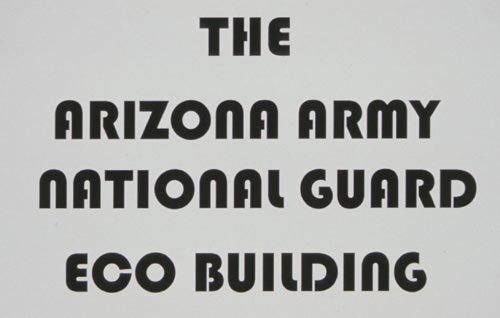 THE
ARIZONA ARMY
NATIONAL GUARD
ECO BUILDING